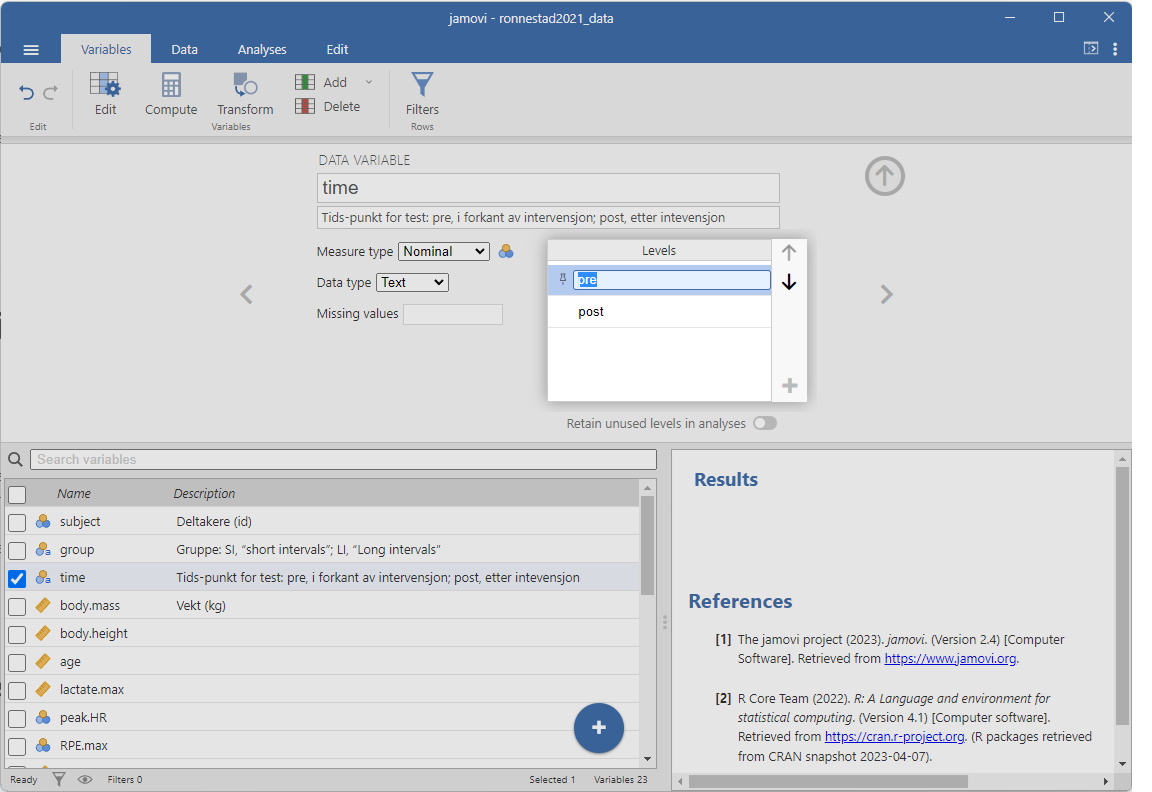 jamovi - ronnestad2021_data
Variables Data Analyses Edit
Edit Compute Transform Add Delete Filters
Edit Variables Rows
DATA VARIABLE
time
Tids-punkt for test: pre, i forkant av intervensjon; post, etter intevensjon
Measure type Nominal
Data type Text
Missing values
Levels
pre
post
Retain unused levels in analyses
Search variables
Name Description
subject Deltakere (id)
group Gruppe: SI, “short intervals”; LI, “Long intervals”
time Tids-punkt for test: pre, i forkant av intervensjon; post, etter intevensjon
body.mass Vekt (kg)
body.height
age
lactate.max
peak.HR
RPE.max
Ready Filters 0 Selected 1 Variables 23
Results
References
[1] The jamovi project (2023). jamovi. (Version 2.4) [Computer
Software]. Retrieved from https://www.jamovi.org.
[2] R Core Team (2022). R: A Language and environment for
statistical computing. (Version 4.1) [Computer software].
Retrieved from https://cran.r-project.org. (R packages retrieved
from CRAN snapshot 2023-04-07).